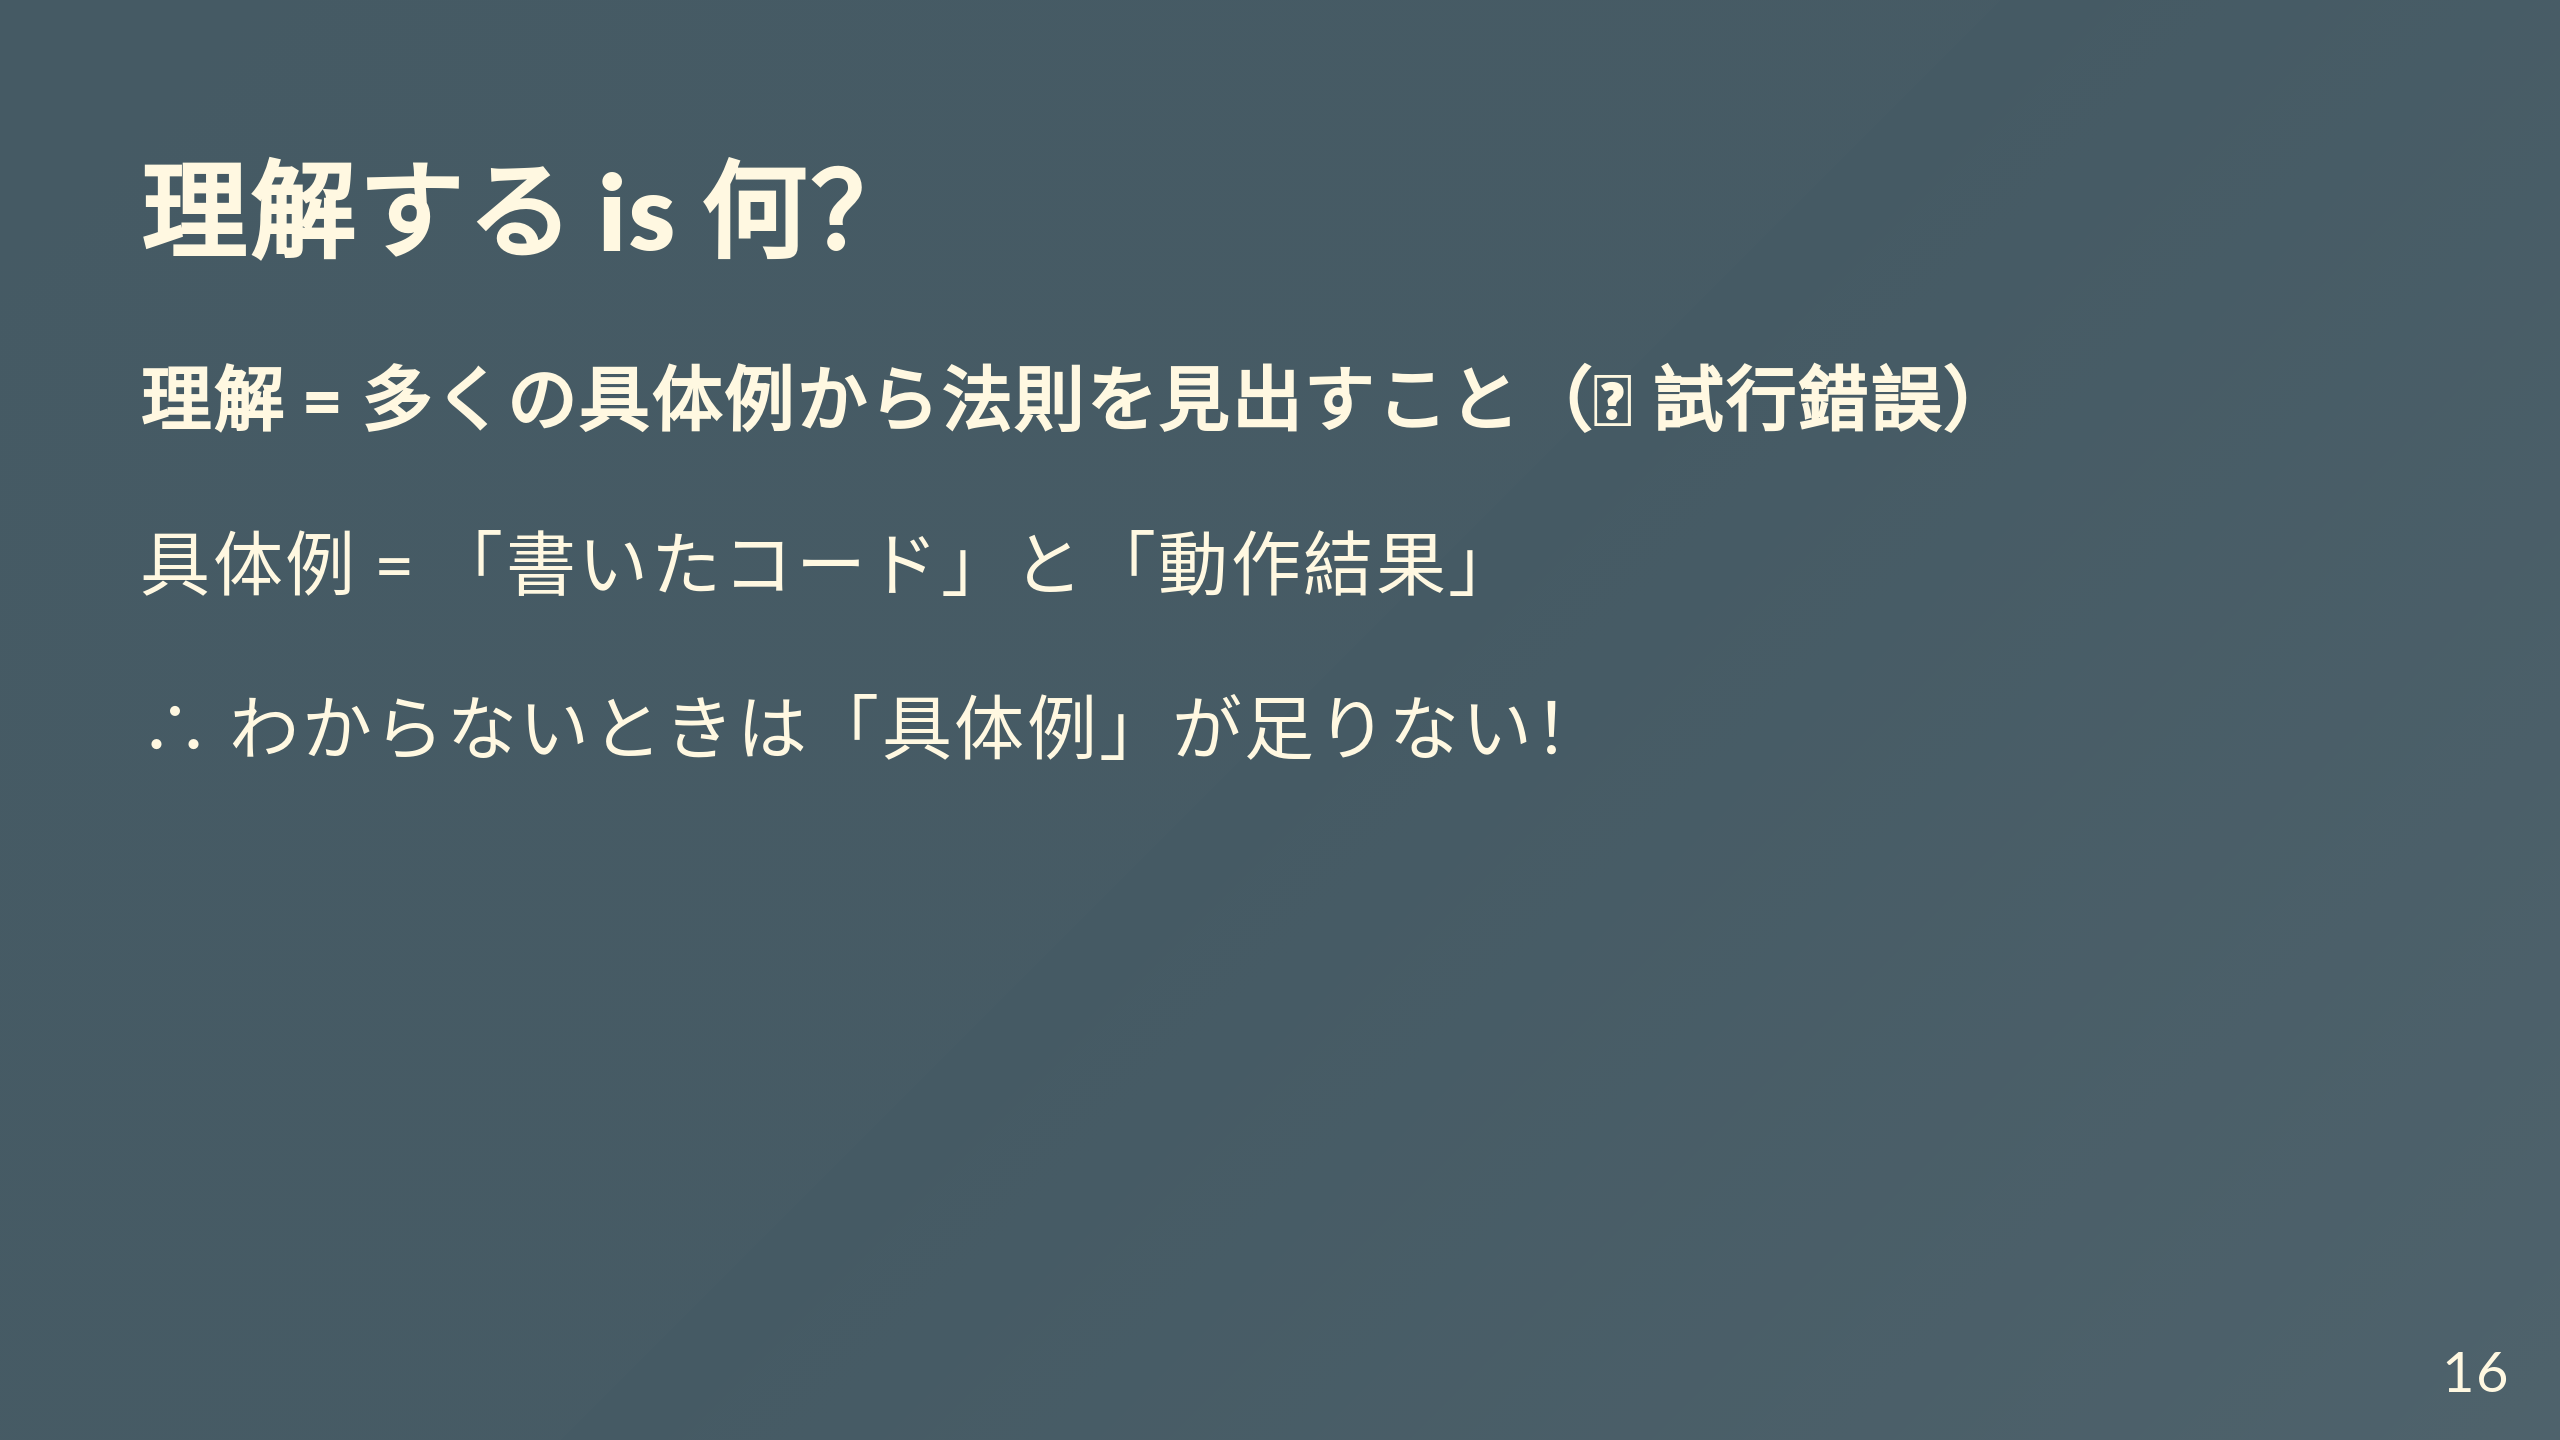 理解する is 何?
理解 = 多くの具体例から法則を見出すこと（ 試行錯誤）
具体例 = 「書いたコード」と「動作結果」
∴ わからないときは「具体例」が足りない！
16